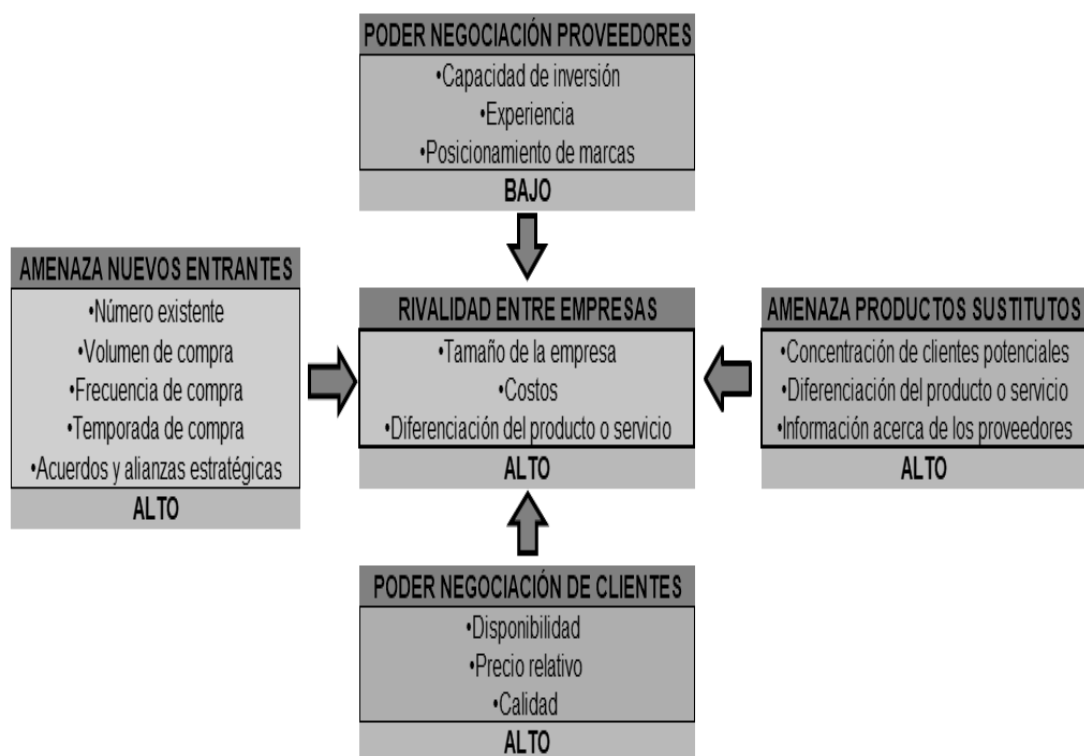 PODER NEGOCIACIÓN PROVEEDORES
•Capacidad de inversión
•Experiencia
•Posicionamiento de marcas
BAJO
AMENAZA NUEVOS ENTRANTES
•Número existente
•Volumen de compra
•Frecuencia de compra
•Temporada de compra
•Acuerdos y alianzas estratégicas
ALTO
RIVALIDAD ENTRE EMPRESAS
•Tamaño de la empresa
•Costos
•Diferenciación del producto o servicio
ALTO
AMENAZA PRODUCTOS SUSTITUTOS
•Concentración de clientes potenciales
•Diferenciación del producto o servicio
•Información acerca de los proveedores
ALTO
PODER NEGOCIACIÓN DE CLIENTES
•Disponibilidad
•Precio relativo
•Calidad
ALTO